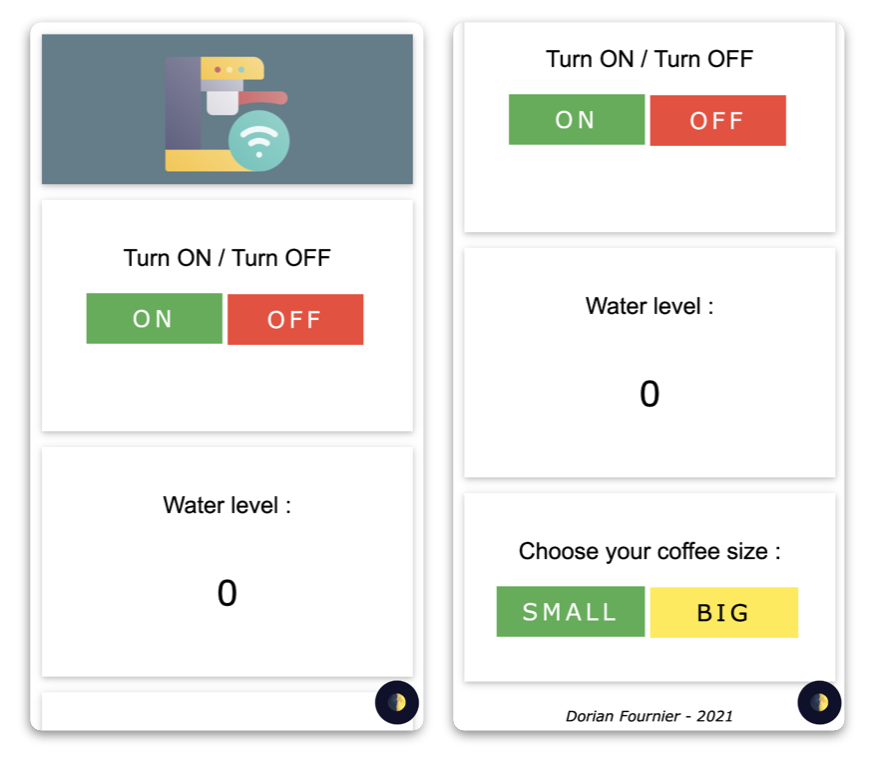 Turn ON / Turn OFF
ON OFF
Water level :
0
Turn ON / Turn OFF
ON OFF
Water level :
0
Choose your coffee size :
SMALL BIG
Dorian Fournier - 2021